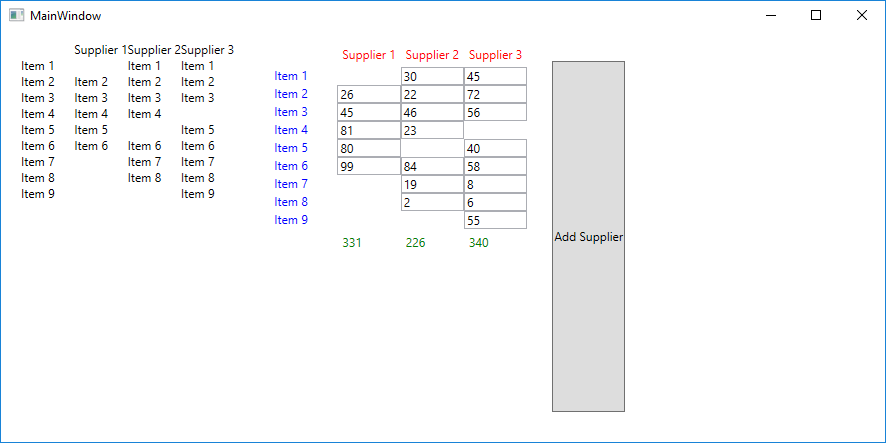 MainWindow
Supplier 1 Supplier 2 Supplier 3
Item 1 Item 1 Item 1
Item 2 Item 2 Item 2 Item 2
Item 3 Item 3 Item 3 Item 3
Item 4 Item 4 Item 4
Item 5 Item 5 Item 5
Item 6 Item 6 Item 6 Item 6
Item 7 Item 7 Item 7
Item 8 Item 8 Item 8
Item 9 Item 9
Supplier 1 Supplier 2 Supplier 3
Item 1 30 45
Item 2 26 22 72
Item 3 45 46 56
Item 4 81 23
Item 5 80 40
Item 6 99 84 58
Item 7 19 8
Item 8 2 6
Item 9 55
331 226 340
Add Supplier